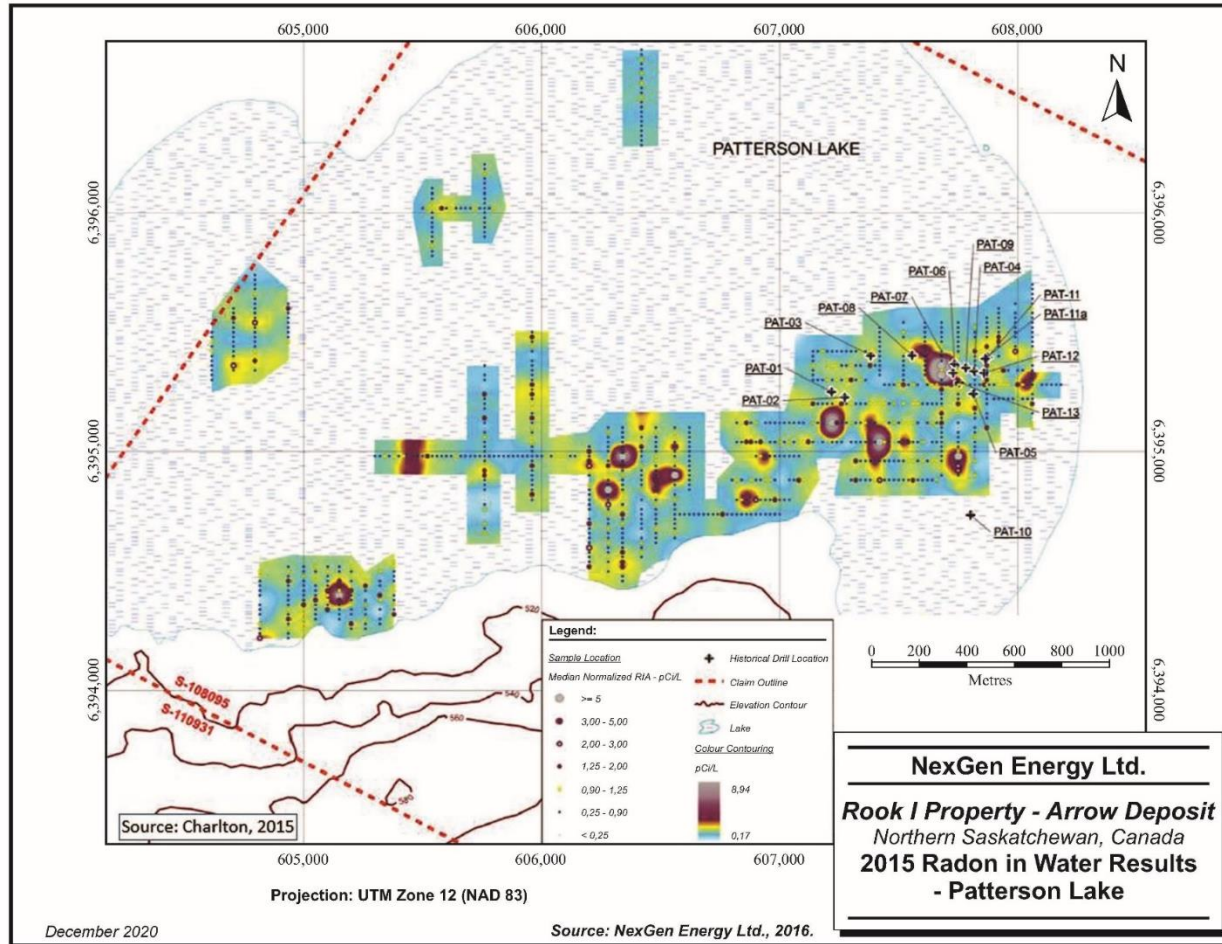 605,000
606,000
607,000
608,000
N
PATTERSON LAKE
6,396,000
6,396,000
PAT-09
PAT-06
PAT-04
PAT-07
PAT-11
PAT-08
PAT-11a
PAT-03
PAT-12
PAT-01
PAT-02
PAT-13
6,395,000
6,395,000
PAT-05
PAT-10
520
540
560
580
S-108095
S-110931
6,394,000
6,394,000
0 200 400 600 800 1000
Metres
Legend:
Sample Location
Median Normalized RIA - pCi/L
>= 5
3,00 - 5,00
2,00 - 3,00
1,25 - 2,00
0,90 - 1,25
0,25 - 0,90
< 0,25
Historical Drill Location
Claim Outline
Elevation Contour
Lake
Colour Contouring
pCi/L
8,94
0,17
Source: Charlton, 2015
605,000
606,000
607,000
Projection: UTM Zone 12 (NAD 83)
NexGen Energy Ltd.
Rook I Property - Arrow Deposit
Northern Saskatchewan, Canada
2015 Radon in Water Results
- Patterson Lake
December 2020
Source: NexGen Energy Ltd., 2016.